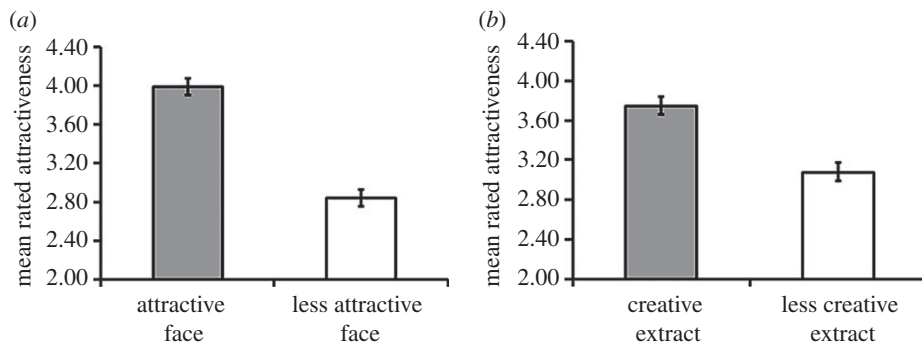 (a)
mean rated attractiveness
4.40
4.00
3.60
3.20
2.80
2.40
2.00
attractive
face
less attractive
face
(b)
mean rated attractiveness
4.40
4.00
3.60
3.20
2.80
2.40
2.00
creative
extract
less creative
extract